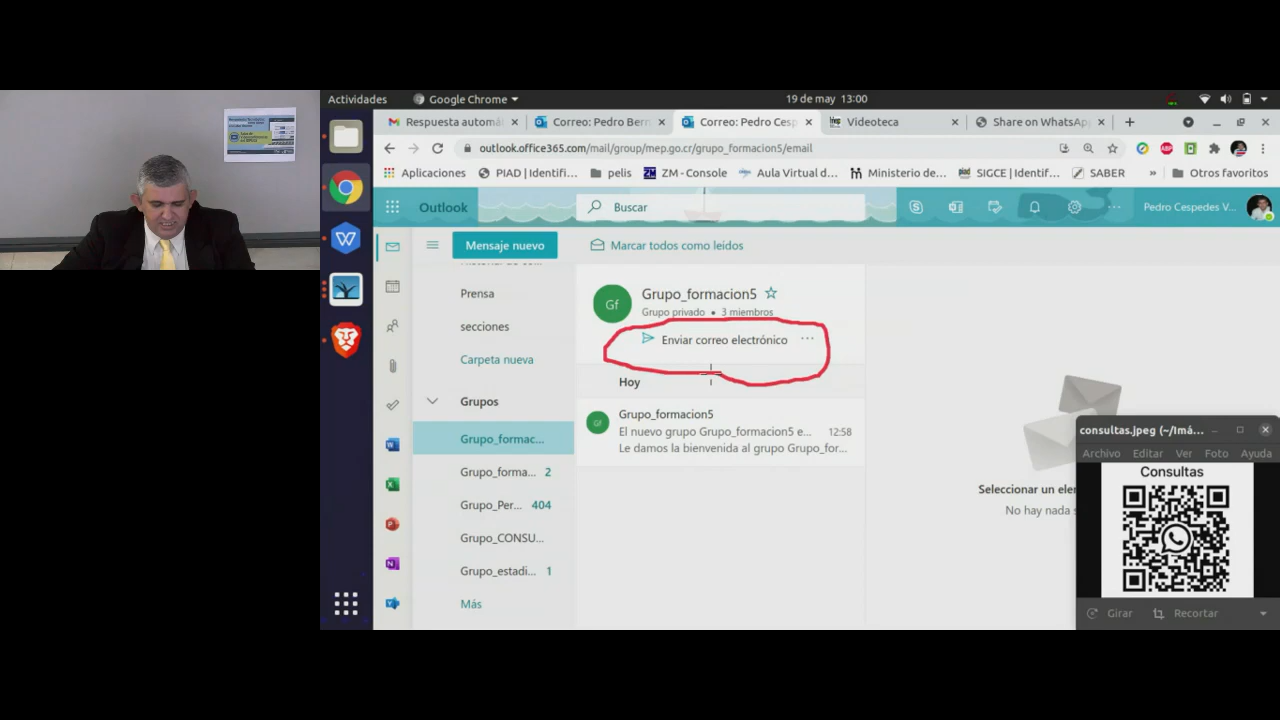 Actividades
Google Chrome
19 de may 13:00
Respuesta automá
Correo: Pedro Bern
Correo: Pedro Cesp
Videoteca
Share on WhatsAp
outlook.office365.com/mail/group/mep.go.cr/grupo_formacion5/email
Aplicaciones
PIAD | Identifi...
pelis
ZM - Console
Aula Virtual d...
Ministerio de...
SIGCE | Identif...
SABER
»
Otros favoritos
Outlook
Buscar
Pedro Cespedes V...
Mensaje nuevo
Marcar todos como leídos
Prensa
secciones
Carpeta nueva
Grupos
Grupo_formac...
Grupo_forma... 2
Grupo_Per... 404
Grupo_CONSU...
Grupo_estadi... 1
Más
Gf
Grupo_formacion5
Grupo privado • 3 miembros
Enviar correo electrónico ...
Hoy
Gf
Grupo_formacion5
El nuevo grupo Grupo_formacion5 e... 12:58
Le damos la bienvenida al grupo Grupo_for...
Seleccionar un ele
No hay nada s
consultas.jpeg (~/Imá...
Archivo Editar Ver Foto Ayuda
Consultas
Girar
Recortar